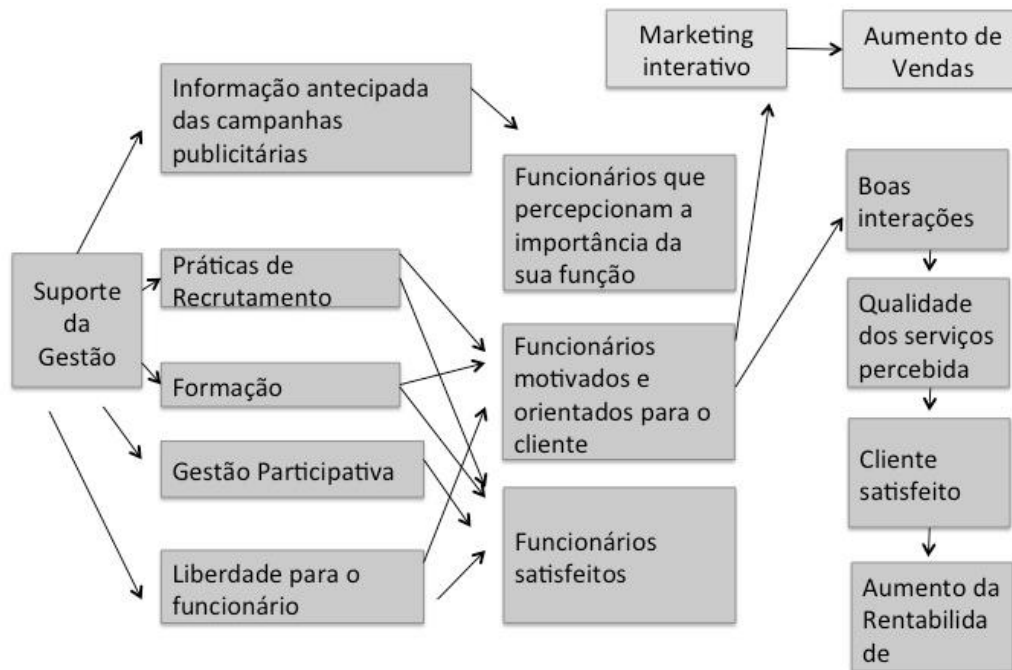 Marketing
interativo
Aumento de
Vendas
Informação antecipada
das campanhas
publicitárias
Funcionários que
percepcionam a
importância da
sua função
Boas
interações
Suporte
da
Gestão
Práticas de
Recrutamento
Qualidade
dos serviços
percebida
Formação
Funcionários
motivados e
orientados para o
cliente
Gestão Participativa
Cliente
satisfeito
Liberdade para o
funcionário
Funcionários
satisfeitos
Aumento da
Rentabilida
de